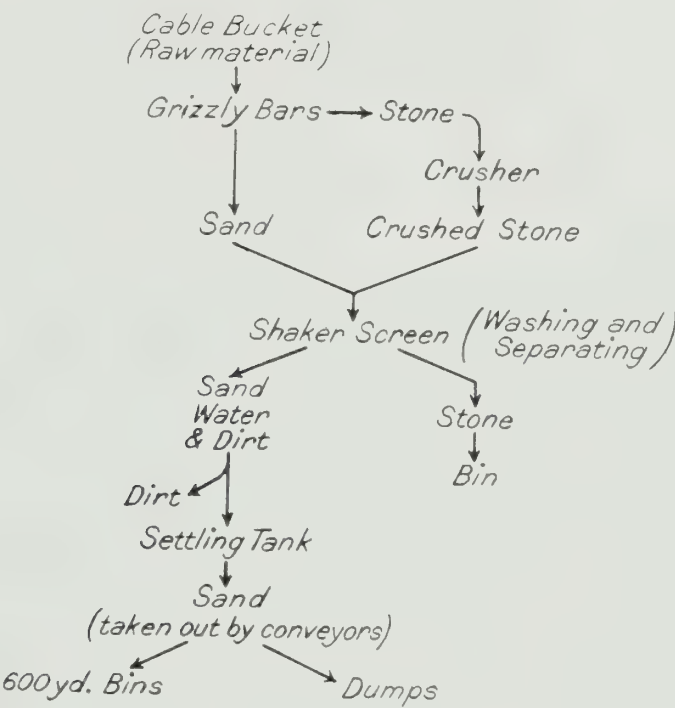 Cable Bucket
(Raw material)
Grizzly Bars
Stone
Crusher
Sand
Crushed Stone
Shaker Screen
(Washing and
Separating)
Sand
Water
& Dirt
Stone
Bin
Dirt
Settling Tank
Sand
(taken out by conveyors)
600 yd. Bins
Dumps